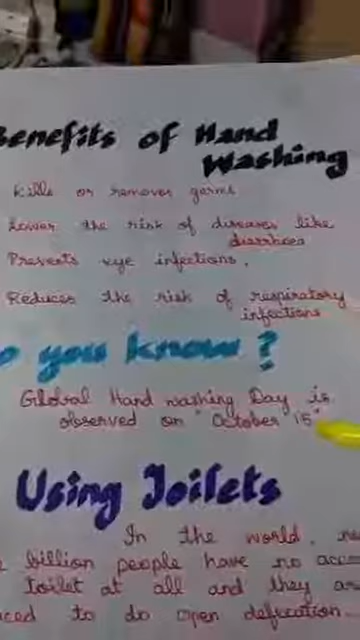 Benefits of Hand
Washing
Kills or removes germs
Lower the risk of diseases like
diarrhoea
Prevents eye infections.
Reduces the risk of respiratory
infections
o you know?
Global Hand washing Day is
observed on "October 15"
Using Toilets
In the world,
billion people have no
toilet at all and they
to do open defecation.